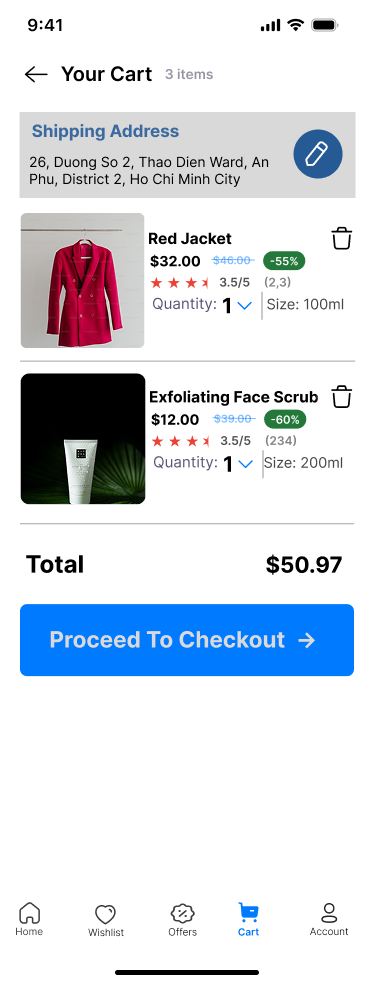 9:41
Your Cart 3 items
Shipping Address
26, Duong So 2, Thao Dien Ward, An
Phu, District 2, Ho Chi Minh City
Red Jacket
$32.00 $46.00 -55%
3.5/5 (2,3)
Quantity: 1 Size: 100ml
Exfoliating Face Scrub
$12.00 $39.00 -60%
3.5/5 (234)
Quantity: 1 Size: 200ml
Total $50.97
Proceed To Checkout →
Home Wishlist Offers Cart Account